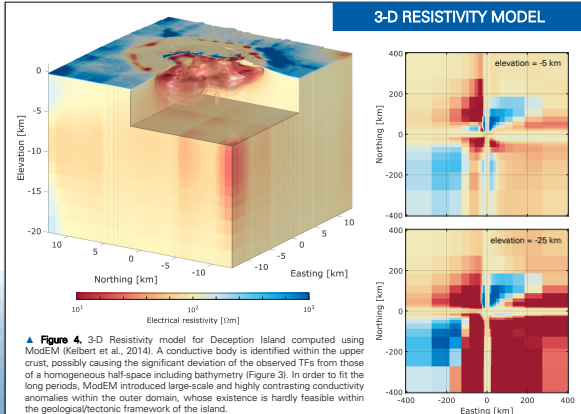 3-D RESISTIVITY MODEL
0
-5
-10
-15
-20
Elevation [km]
10
5
0
-5
-10
Northing [km]
-10
-5
0
5
10
Easting [km]
10¹
10²
10³
Electrical resistivity [Ωm]
elevation = -5 km
400
200
0
-200
-400
Northing [km]
-400
-200
0
200
400
elevation = -25 km
400
200
0
-200
-400
Northing [km]
-400
-200
0
200
400
Easting [km]
▲ Figure 4. 3-D Resistivity model for Deception Island computed using
ModEM (Kelbert et al., 2014). A conductive body is identified within the upper
crust, possibly causing the significant deviation of the observed TFs from those
of a homogeneous half-space including bathymetry (Figure 3). In order to fit the
long periods, ModEM introduced large-scale and highly contrasting conductivity
anomalies within the outer domain, whose existence is hardly feasible within
the geological/tectonic framework of the island.